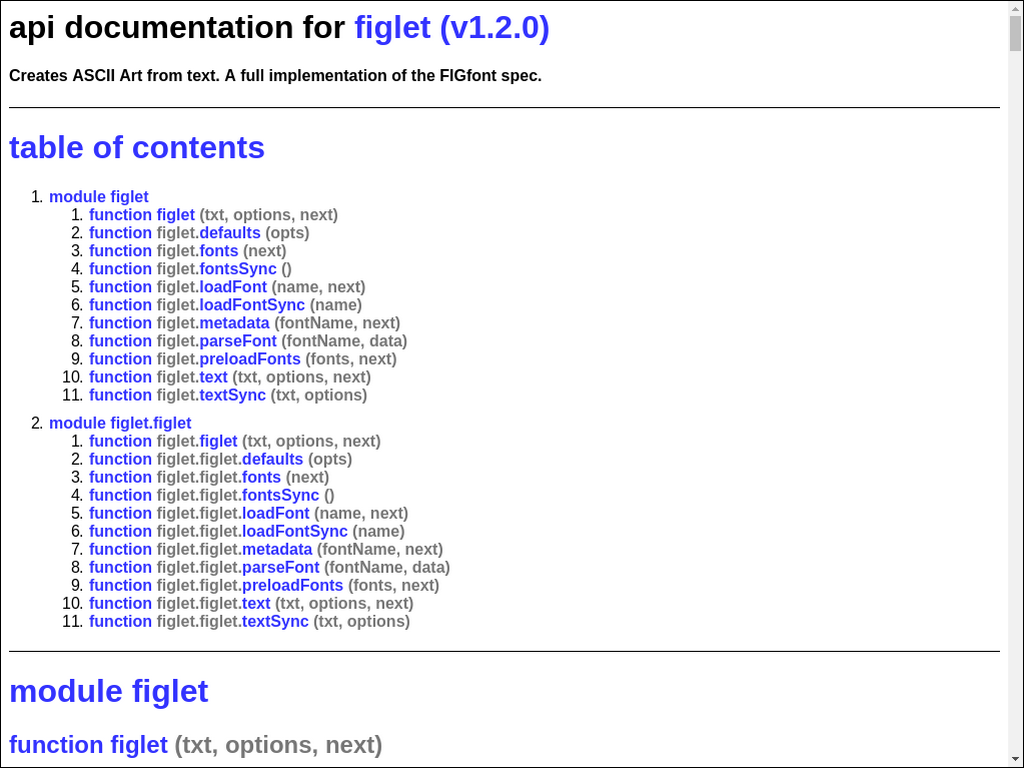 api documentation for figlet (v1.2.0)
Creates ASCII Art from text. A full implementation of the FIGfont spec.
table of contents
1. module figlet
1. function figlet (txt, options, next)
2. function figlet.defaults (opts)
3. function figlet.fonts (next)
4. function figlet.fontsSync ()
5. function figlet.loadFont (name, next)
6. function figlet.loadFontSync (name)
7. function figlet.metadata (fontName, next)
8. function figlet.parseFont (fontName, data)
9. function figlet.preloadFonts (fonts, next)
10. function figlet.text (txt, options, next)
11. function figlet.textSync (txt, options)
2. module figlet.figlet
1. function figlet.figlet (txt, options, next)
2. function figlet.figlet.defaults (opts)
3. function figlet.figlet.fonts (next)
4. function figlet.figlet.fontsSync ()
5. function figlet.figlet.loadFont (name, next)
6. function figlet.figlet.loadFontSync (name)
7. function figlet.figlet.metadata (fontName, next)
8. function figlet.figlet.parseFont (fontName, data)
9. function figlet.figlet.preloadFonts (fonts, next)
10. function figlet.figlet.text (txt, options, next)
11. function figlet.figlet.textSync (txt, options)
module figlet
function figlet (txt, options, next)